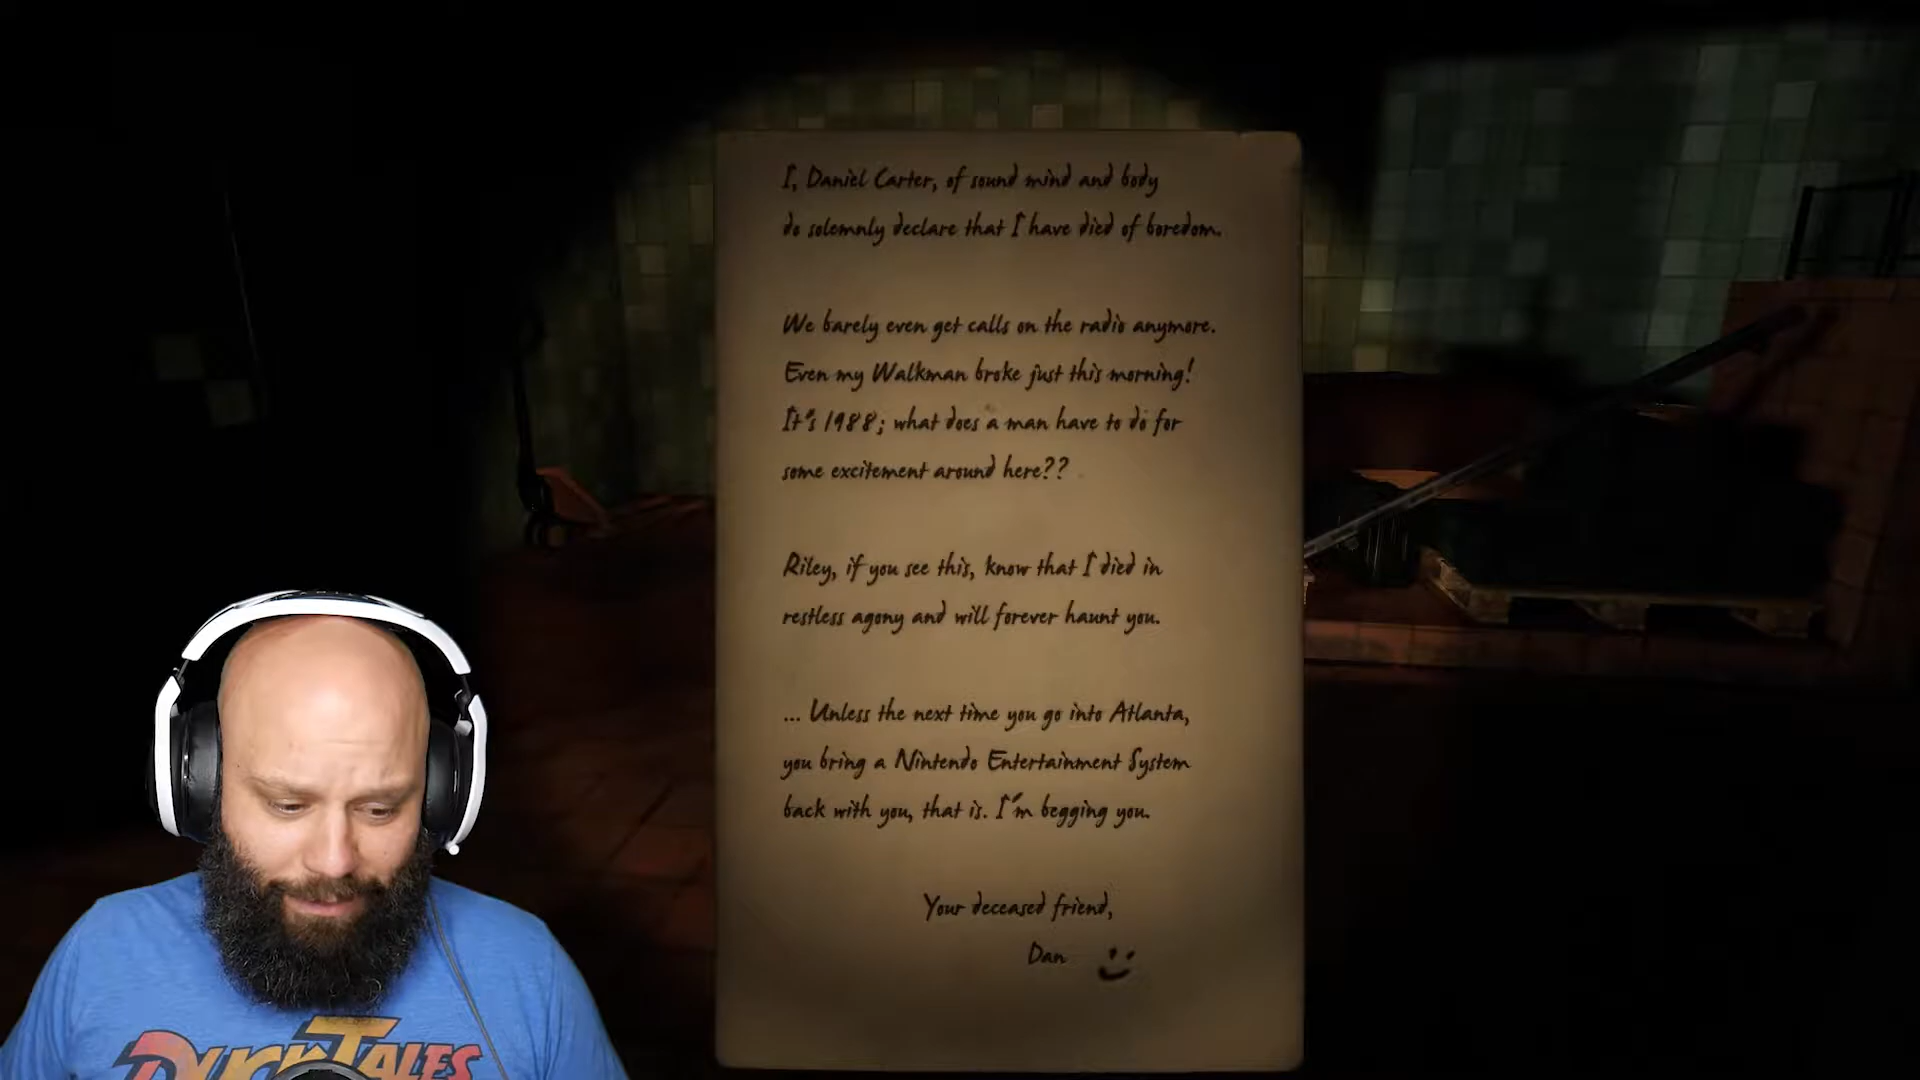 I, Daniel Carter, of sound mind and body
do solemnly declare that I have died of boredom.
We barely even get calls on the radio anymore.
Even my Walkman broke just this morning!
It's 1988; what does a man have to do for
some excitement around here??
Riley, if you see this, know that I died in
restless agony and will forever haunt you.
... Unless the next time you go into Atlanta,
you bring a Nintendo Entertainment System
back with you, that is. I'm begging you.
Your deceased friend,
Dan
DUCKTALES